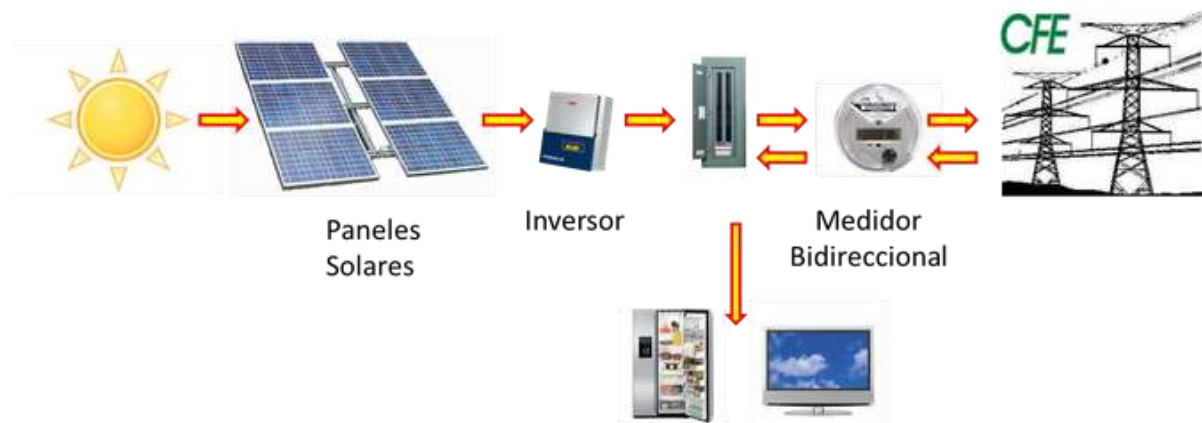 CFE
Paneles
Solares
Inversor
Medidor
Bidireccional